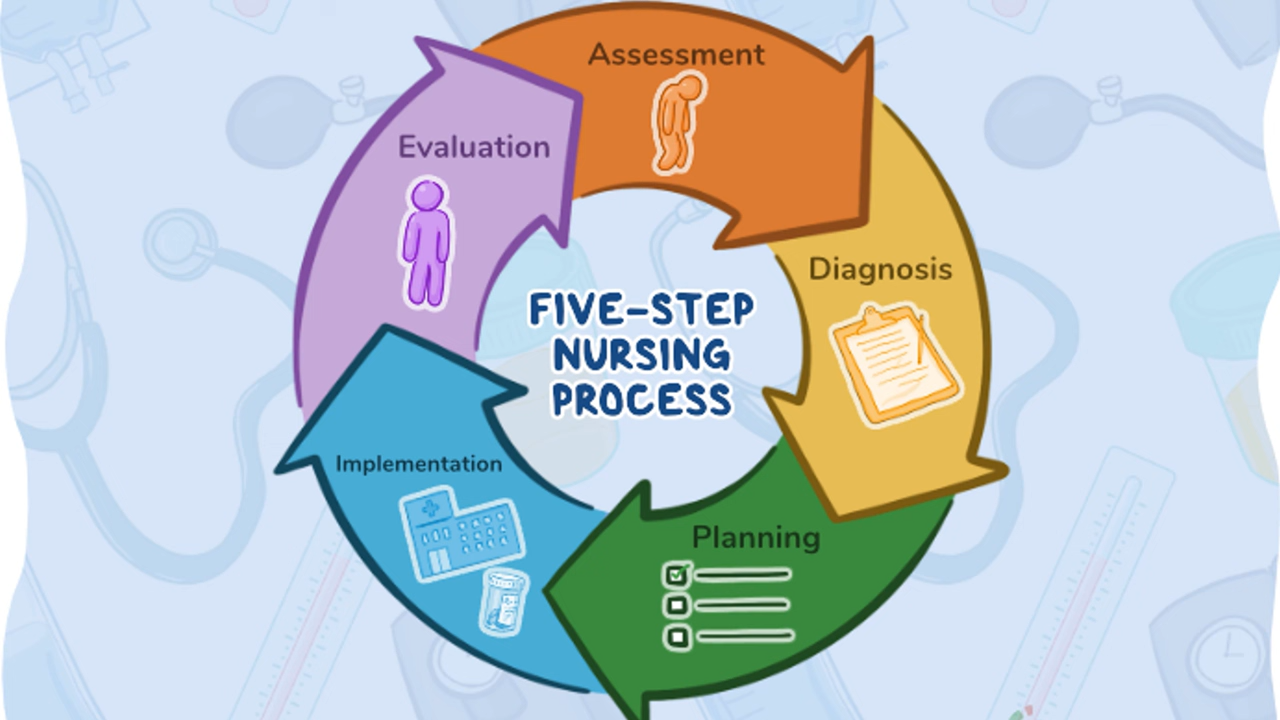 Assessment
Evaluation
Diagnosis
FIVE-STEP
NURSING
PROCESS
Implementation
Planning